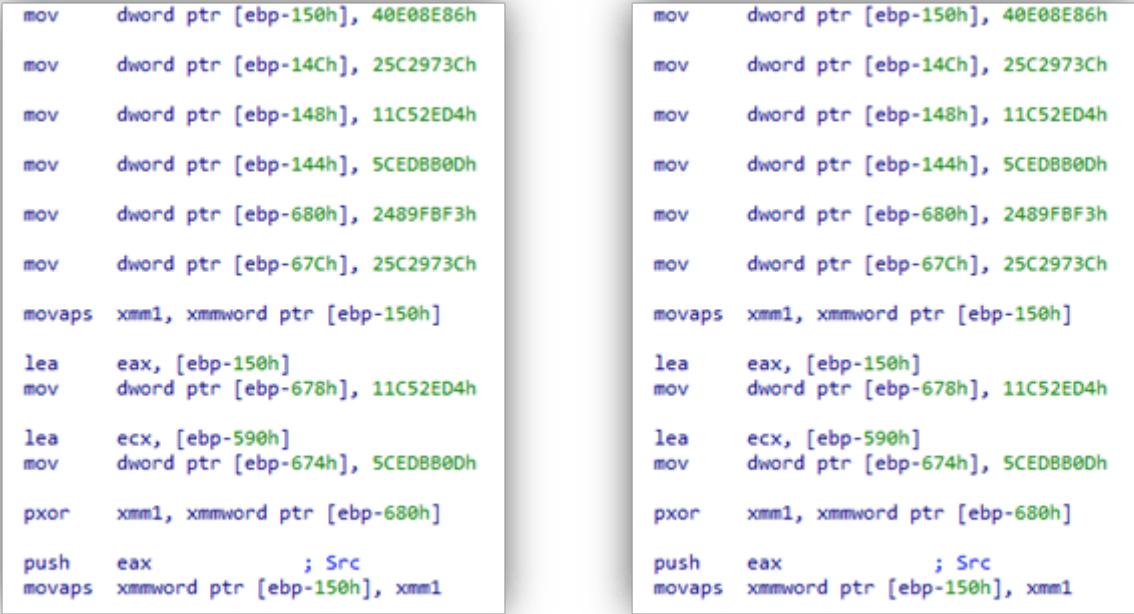 mov dword ptr [ebp-150h], 40E08E86h
mov dword ptr [ebp-14Ch], 25C2973Ch
mov dword ptr [ebp-148h], 11C52ED4h
mov dword ptr [ebp-144h], 5CEDBB0Dh
mov dword ptr [ebp-680h], 2489FBF3h
mov dword ptr [ebp-67Ch], 25C2973Ch
movaps xmm1, xmmword ptr [ebp-150h]
lea eax, [ebp-150h]
mov dword ptr [ebp-678h], 11C52ED4h
lea ecx, [ebp-590h]
mov dword ptr [ebp-674h], 5CEDBB0Dh
pxor xmm1, xmmword ptr [ebp-680h]
push eax ; Src
movaps xmmword ptr [ebp-150h], xmm1
mov dword ptr [ebp-150h], 40E08E86h
mov dword ptr [ebp-14Ch], 25C2973Ch
mov dword ptr [ebp-148h], 11C52ED4h
mov dword ptr [ebp-144h], 5CEDBB0Dh
mov dword ptr [ebp-680h], 2489FBF3h
mov dword ptr [ebp-67Ch], 25C2973Ch
movaps xmm1, xmmword ptr [ebp-150h]
lea eax, [ebp-150h]
mov dword ptr [ebp-678h], 11C52ED4h
lea ecx, [ebp-590h]
mov dword ptr [ebp-674h], 5CEDBB0Dh
pxor xmm1, xmmword ptr [ebp-680h]
push eax ; Src
movaps xmmword ptr [ebp-150h], xmm1